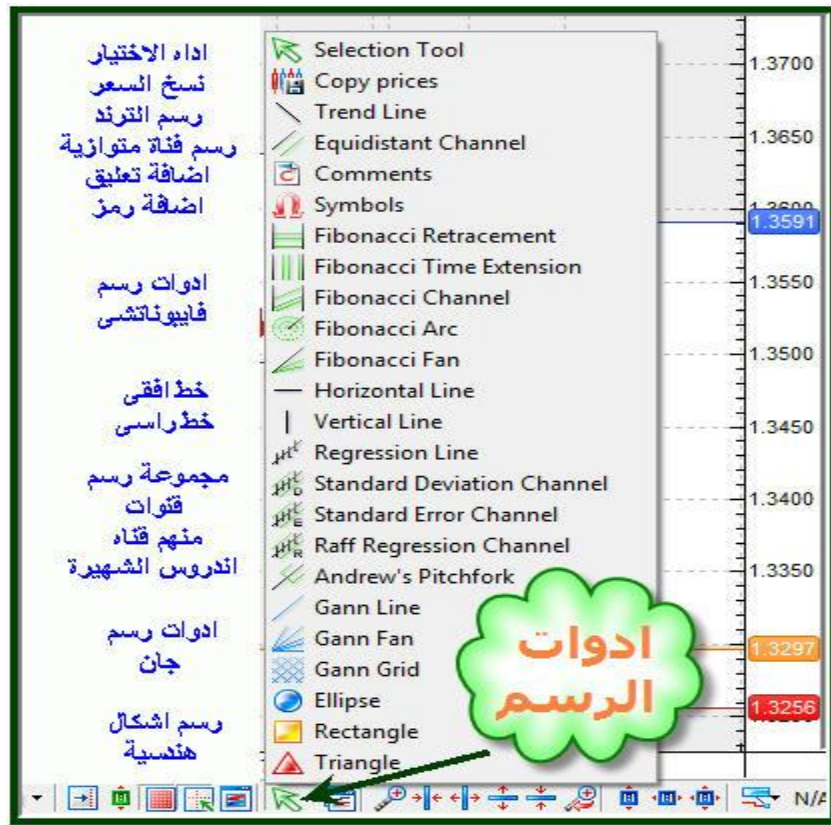 اداه الاختيار
نسخ السعر
رسم الترند
رسم قناة متوازية
اضافة تعليق
اضافة رمز
ادوات رسم
فايبوناتشى
خط افقى
خط راسى
مجموعة رسم
قنوات
منهم قناه
اندروس الشهيرة
ادوات رسم
جان
رسم اشكال
هندسية
Selection Tool
Copy prices
Trend Line
Equidistant Channel
Comments
Symbols
Fibonacci Retracement
Fibonacci Time Extension
Fibonacci Channel
Fibonacci Arc
Fibonacci Fan
Horizontal Line
Vertical Line
Regression Line
Standard Deviation Channel
Standard Error Channel
Raff Regression Channel
Andrew's Pitchfork
Gann Line
Gann Fan
Gann Grid
Ellipse
Rectangle
Triangle
ادوات
الرسم
1.3700
1.3650
1.3591
1.3550
1.3500
1.3450
1.3400
1.3350
1.3297
1.3256
N/A